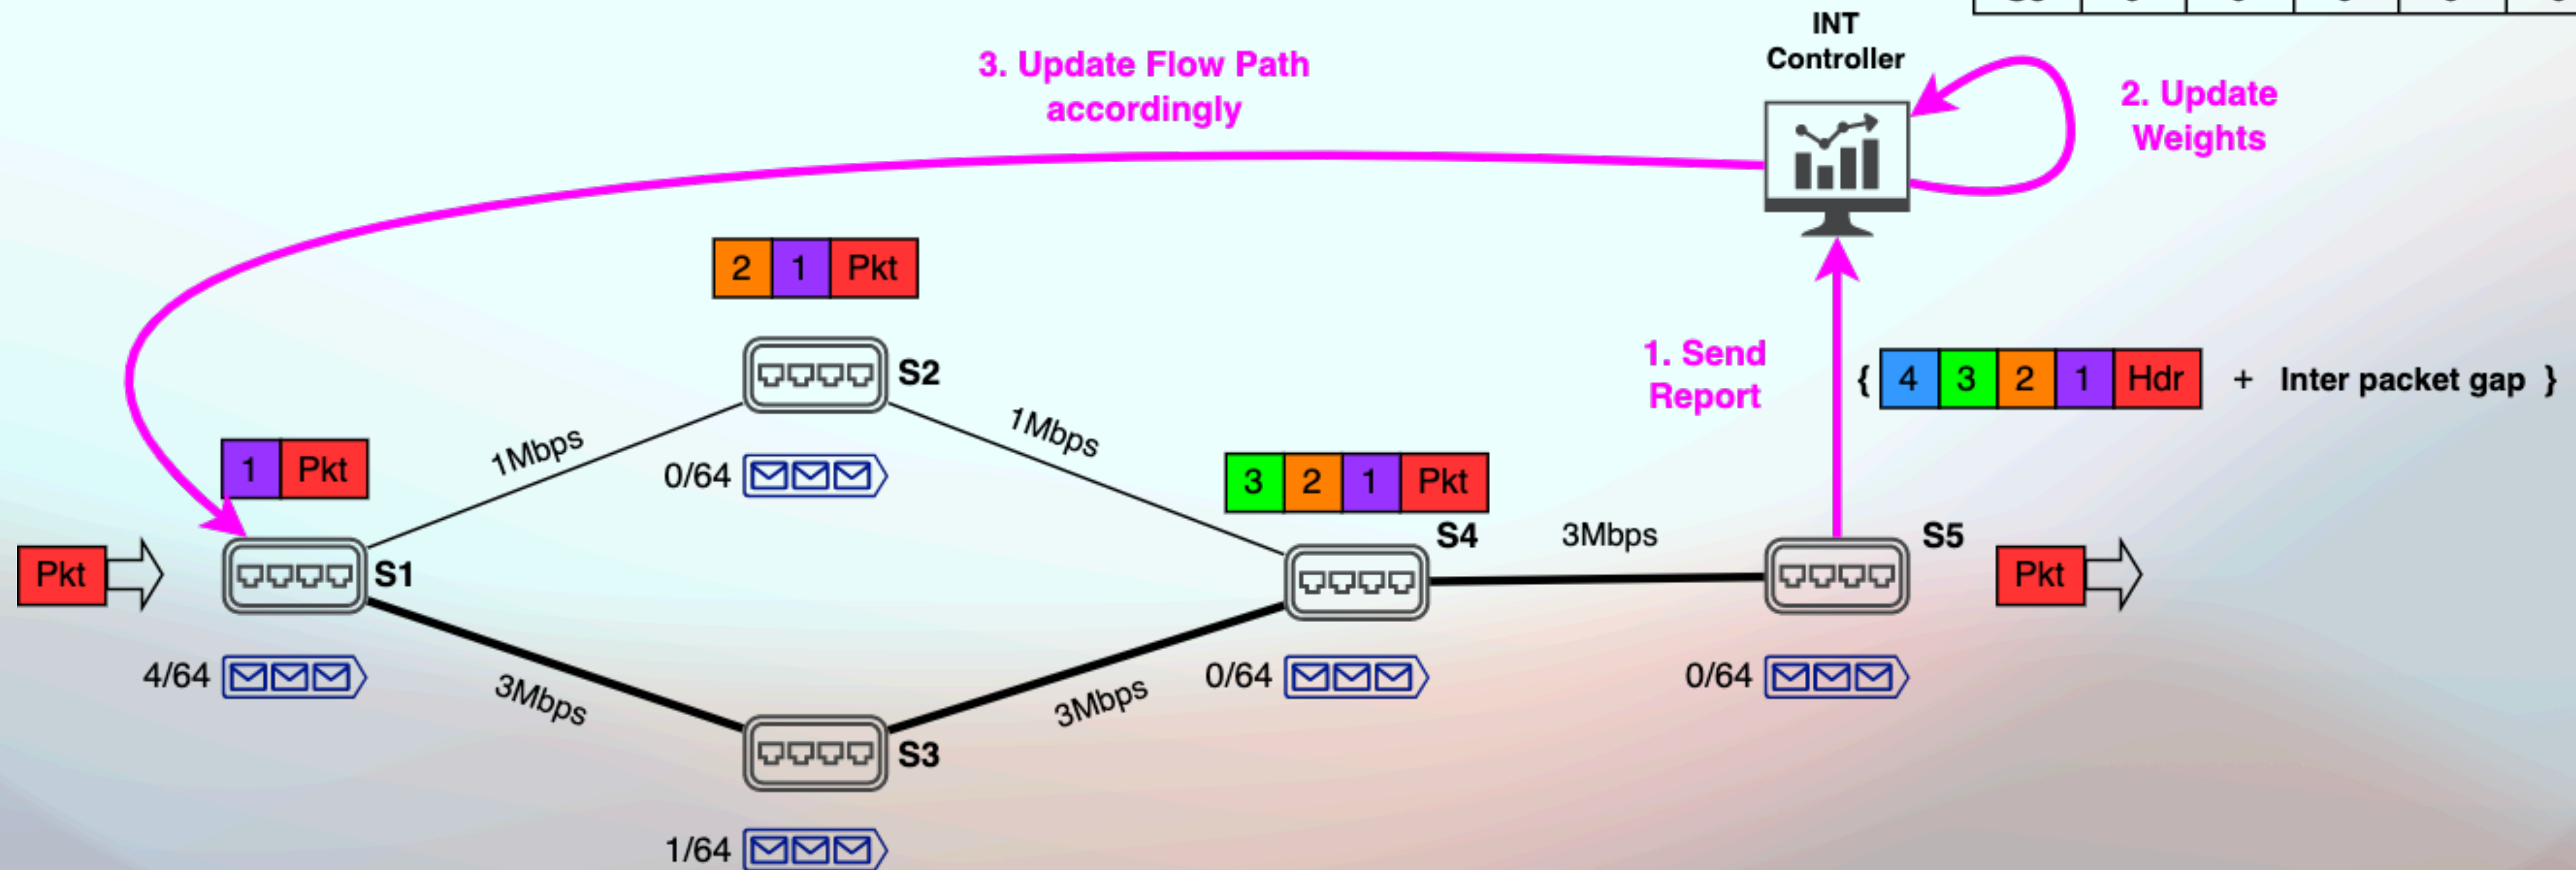 INT
Controller
3. Update Flow Path
accordingly
2. Update
Weights
2 1 Pkt
S2
1Mbps
1Mbps
0/64
1. Send
Report
{ 4 3 2 1 Hdr + Inter packet gap }
1 Pkt
3 2 1 Pkt
S4
3Mbps
S5
Pkt
S1
Pkt
4/64
3Mbps
3Mbps
0/64
0/64
S3
1/64